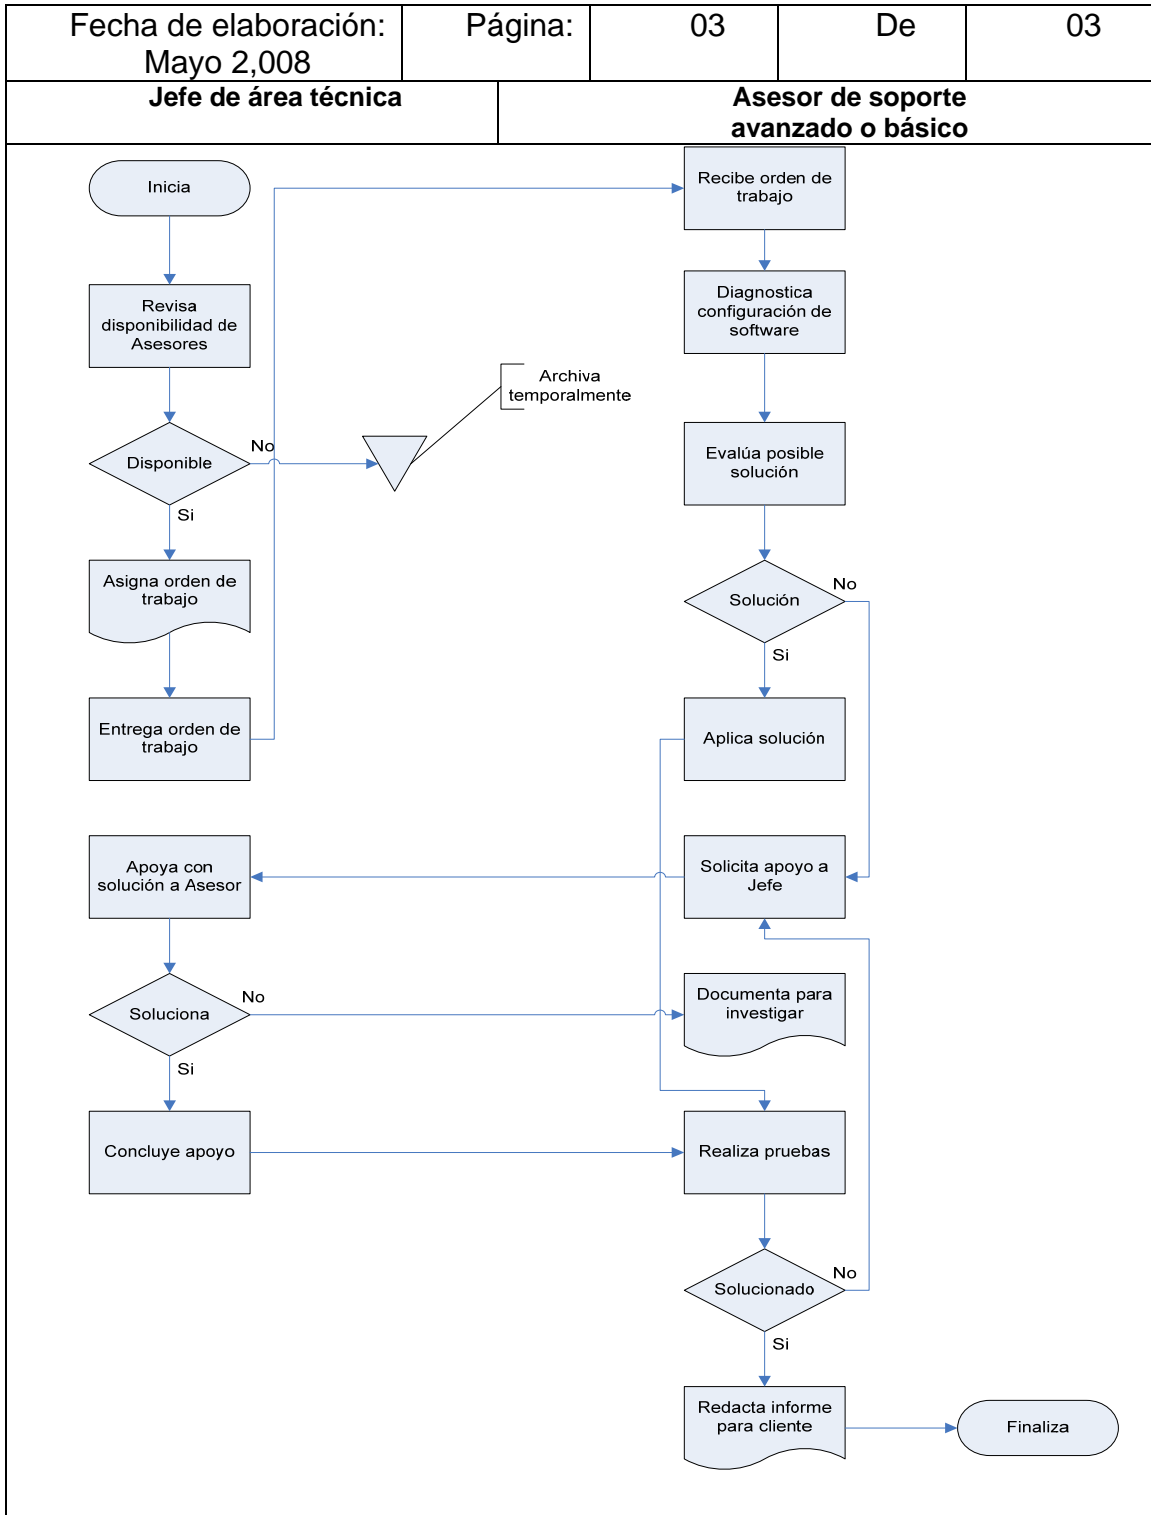 Fecha de elaboración:
Mayo 2,008
Página:
03
De
03
Jefe de área técnica
Asesor de soporte
avanzado o básico
Inicia
Revisa
disponibilidad de
Asesores
Disponible
No
Archiva
temporalmente
Si
Asigna orden de
trabajo
Entrega orden de
trabajo
Recibe orden de
trabajo
Diagnostica
configuración de
software
Evalúa posible
solución
Solución
No
Si
Aplica solución
Solicita apoyo a
Jefe
Apoya con
solución a Asesor
Soluciona
No
Documenta para
investigar
Si
Concluye apoyo
Realiza pruebas
Solucionado
No
Si
Redacta informe
para cliente
Finaliza